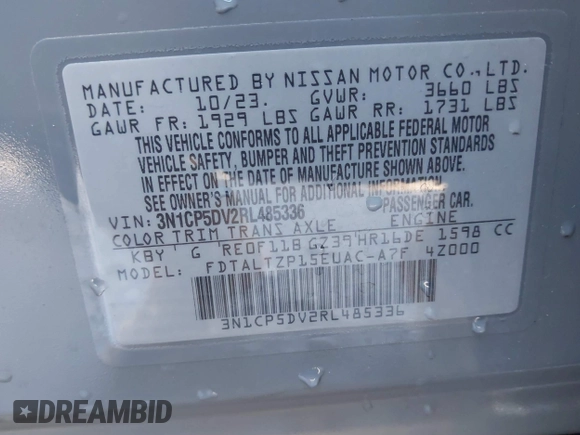 MANUFACTURED BY NISSAN MOTOR CO.,LTD.
DATE: 10/23. GVWR: 3660 LBS
GAWR FR: 1929 LBS GAWR RR: 1731 LBS
THIS VEHICLE CONFORMS TO ALL APPLICABLE FEDERAL MOTOR
VEHICLE SAFETY, BUMPER AND THEFT PREVENTION STANDARDS
IN EFFECT ON THE DATE OF MANUFACTURE SHOWN ABOVE.
SEE OWNER'S MANUAL FOR ADDITIONAL INFORMATION
VIN: 3N1CP5DV2RL485336 PASSENGER CAR.
COLOR TRIM TRANS AXLE ENGINE
KBY G RE0F11B GZ39 HR16DE 1598 CC
MODEL: FDTALTZP15EUAC-A7F 4Z000
3N1CP5DV2RL485336
DREAMBID